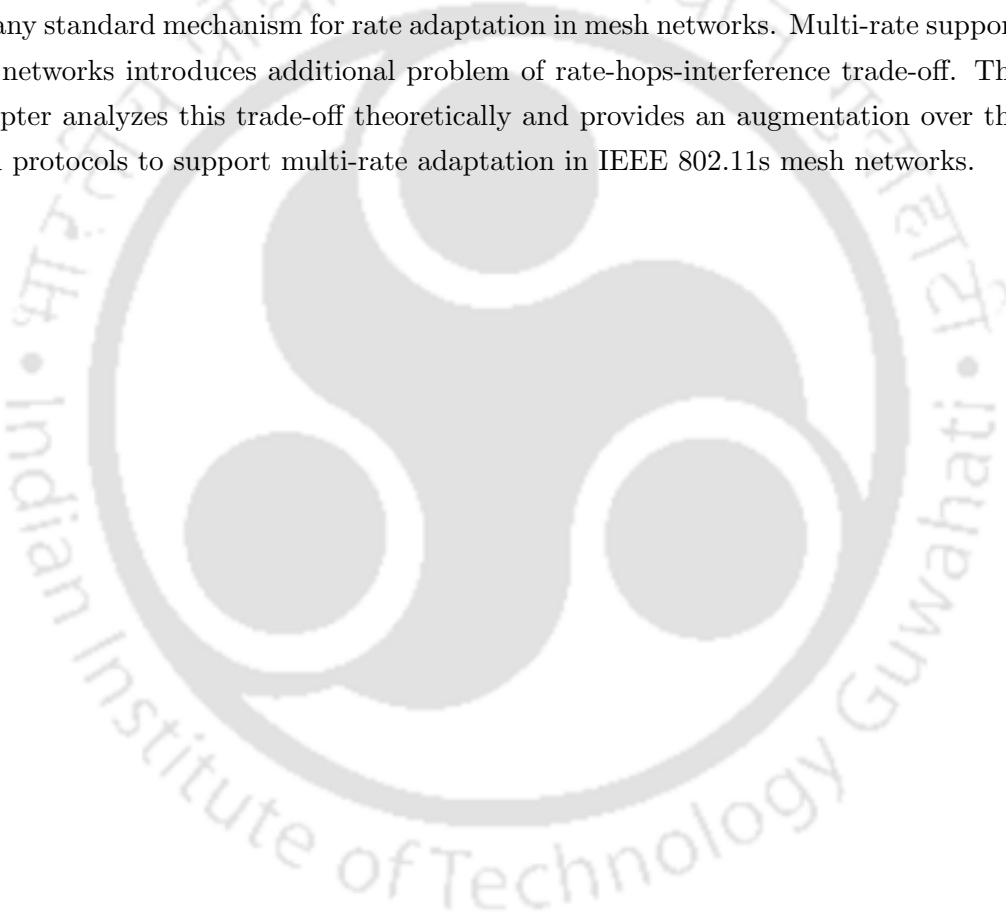 any standard mechanism for rate adaptation in mesh networks. Multi-rate suppor
networks introduces additional problem of rate-hops-interference trade-off. Th
pter analyzes this trade-off theoretically and provides an augmentation over th
protocols to support multi-rate adaptation in IEEE 802.11s mesh networks.
Indian Institute of Technology Guwahati